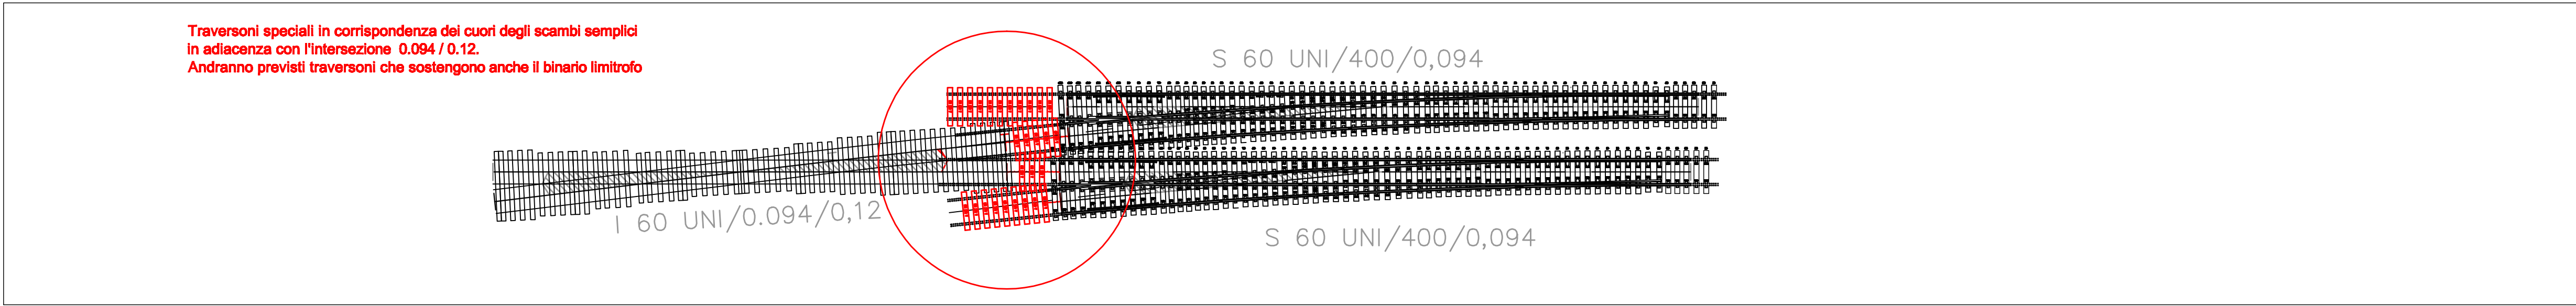 Traversoni speciali in corrispondenza dei cuori degli scambi semplici
in adiacenza con l'intersezione 0.094 / 0.12.
Andranno previsti traversoni che sostengono anche il binario limitrofo
S 60 UNI/400/0,094
I 60 UNI/0.094/0,12
S 60 UNI/400/0,094